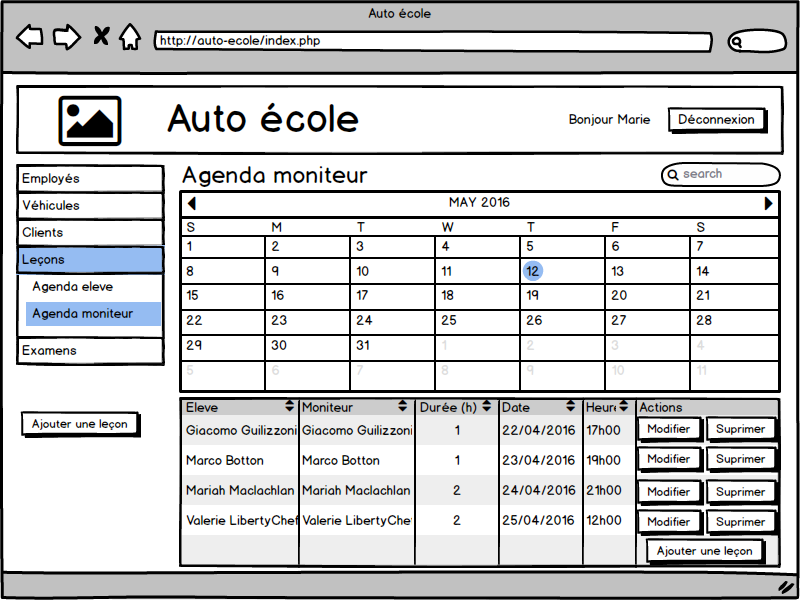 Auto école
http://auto-ecole/index.php
Auto école
Bonjour Marie
Déconnexion
Employés
Véhicules
Clients
Leçons
Agenda eleve
Agenda moniteur
Examens
Ajouter une leçon
Agenda moniteur
search
MAY 2016
S M T W T F S
1 2 3 4 5 6 7
8 9 10 11 12 13 14
15 16 17 18 19 20 21
22 23 24 25 26 27 28
29 30 31 1 2 3 4
5 6 7 8 9 10 11
Eleve Moniteur Durée (h) Date Heure Actions
Giacomo Guilizzoni Giacomo Guilizzoni 1 22/04/2016 17h00 Modifier Suprimer
Marco Botton Marco Botton 1 23/04/2016 19h00 Modifier Suprimer
Mariah Maclachlan Mariah Maclachlan 2 24/04/2016 21h00 Modifier Suprimer
Valerie LibertyChef Valerie LibertyChe 2 25/04/2016 12h00 Modifier Suprimer
Ajouter une leçon